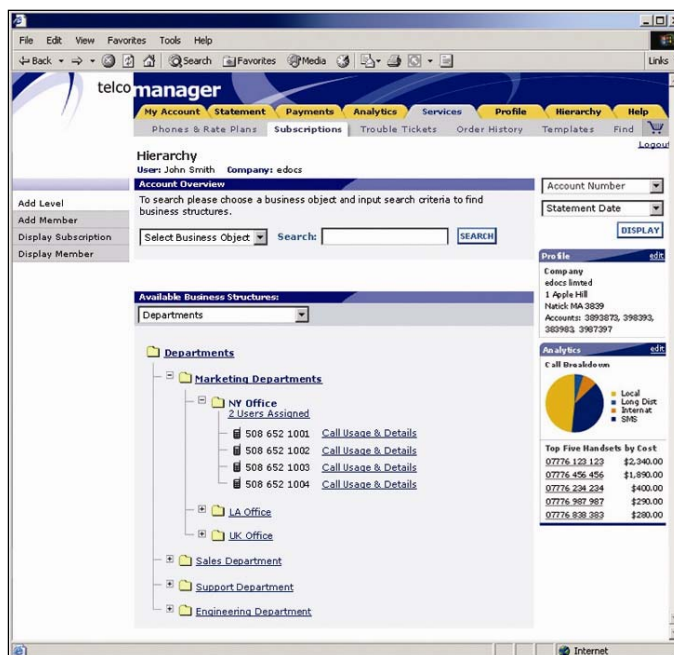 File Edit View Favorites Tools Help
Back Search Favorites Media Links
telco manager
My Account Statement Payments Analytics Services Profile Hierarchy Help
Phones & Rate Plans Subscriptions Trouble Tickets Order History Templates Find
Logout
Hierarchy
User: John Smith Company: edocs
Account Overview
To search please choose a business object and input search criteria to find
business structures.
Select Business Object Search: SEARCH
Add Level
Add Member
Display Subscription
Display Member
Available Business Structures:
Departments
Departments
Marketing Departments
NY Office
2 Users Assigned
508 652 1001 Call Usage & Details
508 652 1002 Call Usage & Details
508 652 1003 Call Usage & Details
508 652 1004 Call Usage & Details
LA Office
UK Office
Sales Department
Support Department
Engineering Department
Account Number
Statement Date
DISPLAY
Profile edit
Company
edocs limted
1 Apple Hill
Natick MA 3839
Accounts: 3893873, 398393,
383983, 3987397
Analytics edit
Call Breakdown
Local
Long Dist
Internat
SMS
Top Five Handsets by Cost
07776 123 123 $2,340.00
07776 456 456 $1,890.00
07776 234 234 $400.00
07776 987 987 $290.00
07776 838 383 $280.00
Internet